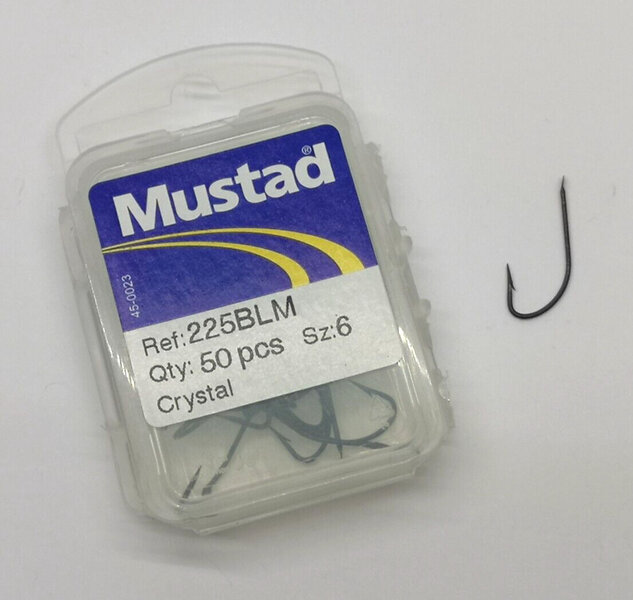 Mustad®
45-0023
Ref:225BLM
Qty: 50 pcs Sz:6
Crystal